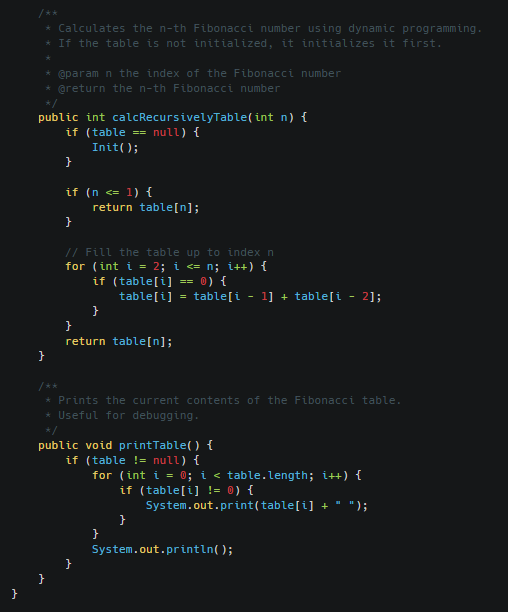 /**
 * Calculates the n-th Fibonacci number using dynamic programming.
 * If the table is not initialized, it initializes it first.
 *
 * @param n the index of the Fibonacci number
 * @return the n-th Fibonacci number
 */
public int calcRecursivelyTable(int n) {
    if (table == null) {
        Init();
    }

    if (n <= 1) {
        return table[n];
    }

    // Fill the table up to index n
    for (int i = 2; i <= n; i++) {
        if (table[i] == 0) {
            table[i] = table[i - 1] + table[i - 2];
        }
    }
    return table[n];
}

/**
 * Prints the current contents of the Fibonacci table.
 * Useful for debugging.
 */
public void printTable() {
    if (table != null) {
        for (int i = 0; i < table.length; i++) {
            if (table[i] != 0) {
                System.out.print(table[i] + " ");
            }
        }
        System.out.println();
    }
}
}